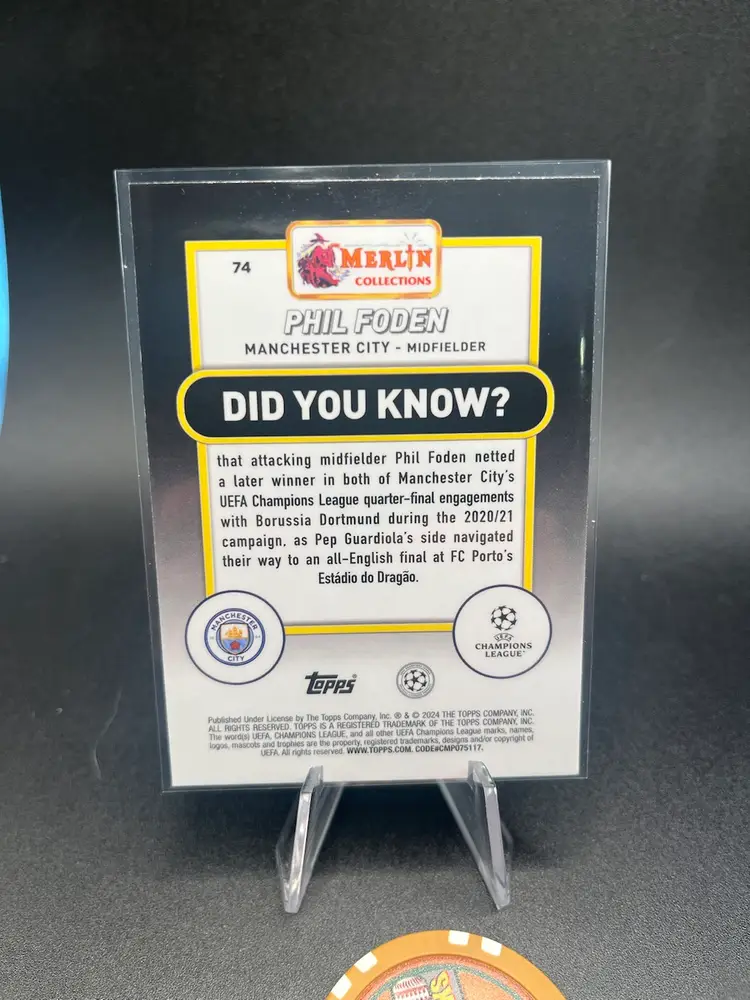 74
MERLIN
COLLECTIONS
PHIL FODEN
MANCHESTER CITY - MIDFIELDER
DID YOU KNOW?
that attacking midfielder Phil Foden netted
a later winner in both of Manchester City's
UEFA Champions League quarter-final engagements
with Borussia Dortmund during the 2020/21
campaign, as Pep Guardiola's side navigated
their way to an all-English final at FC Porto's
Estádio do Dragão.
MANCHESTER
CITY
UEFA
CHAMPIONS
LEAGUE
Topps
Published Under License by The Topps Company, Inc. ® & © 2024 THE TOPPS COMPANY, INC.
ALL RIGHTS RESERVED. TOPPS IS A REGISTERED TRADEMARK OF THE TOPPS COMPANY, INC.
The word(s) UEFA, CHAMPIONS LEAGUE, and all other UEFA Champions League marks, names,
logos, mascots and trophies are the property, registered trademarks, designs and/or copyright of
UEFA. All rights reserved. WWW.TOPPS.COM. CODE#CMP075117.